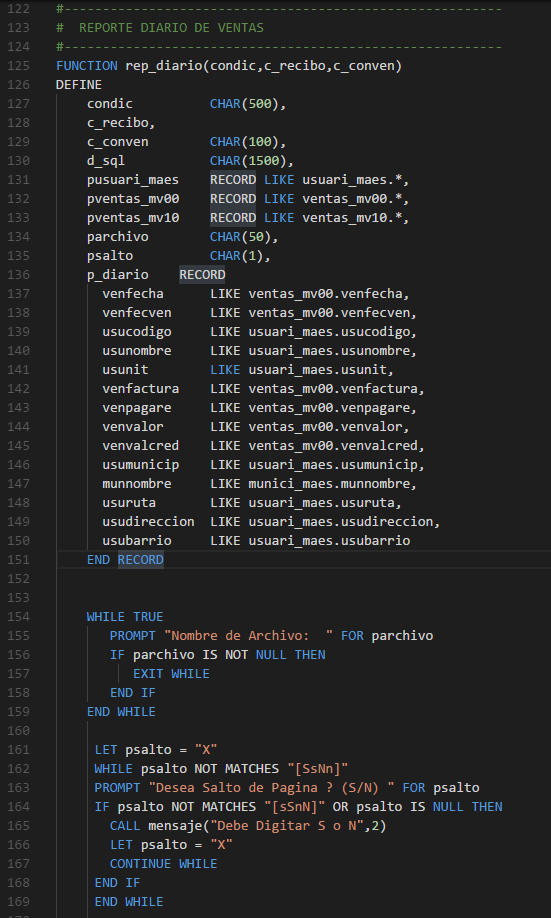 122 #---------------------------------------------------------
123 #  REPORTE DIARIO DE VENTAS
124 #---------------------------------------------------------
125 FUNCTION rep_diario(condic,c_recibo,c_conven)
126 DEFINE
127     condic          CHAR(500),
128     c_recibo,
129     c_conven        CHAR(100),
130     d_sql           CHAR(1500),
131     pusuari_maes    RECORD LIKE usuari_maes.*,
132     pventas_mv00    RECORD LIKE ventas_mv00.*,
133     pventas_mv10    RECORD LIKE ventas_mv10.*,
134     parchivo        CHAR(50),
135     psalto          CHAR(1),
136     p_diario    RECORD
137       venfecha      LIKE ventas_mv00.venfecha,
138       venfecven     LIKE ventas_mv00.venfecven,
139       usucodigo     LIKE usuari_maes.usucodigo,
140       usunombre     LIKE usuari_maes.usunombre,
141       usunit        LIKE usuari_maes.usunit,
142       venfactura    LIKE ventas_mv00.venfactura,
143       venpagare     LIKE ventas_mv00.venpagare,
144       venvalor      LIKE ventas_mv00.venvalor,
145       venvalcred    LIKE ventas_mv00.venvalcred,
146       usumunicip    LIKE usuari_maes.usumunicip,
147       munnombre     LIKE munici_maes.munnombre,
148       usuruta       LIKE usuari_maes.usuruta,
149       usudireccion  LIKE usuari_maes.usudireccion,
150       usubarrio     LIKE usuari_maes.usubarrio
151     END RECORD
152
153
154     WHILE TRUE
155        PROMPT "Nombre de Archivo:  " FOR parchivo
156        IF parchivo IS NOT NULL THEN
157           EXIT WHILE
158        END IF
159     END WHILE
160
161      LET psalto = "X"
162      WHILE psalto NOT MATCHES "[SsNn]"
163      PROMPT "Desea Salto de Pagina ? (S/N) " FOR psalto
164      IF psalto NOT MATCHES "[sSnN]" OR psalto IS NULL THEN
165        CALL mensaje("Debe Digitar S o N",2)
166        LET psalto = "X"
167        CONTINUE WHILE
168      END IF
169      END WHILE